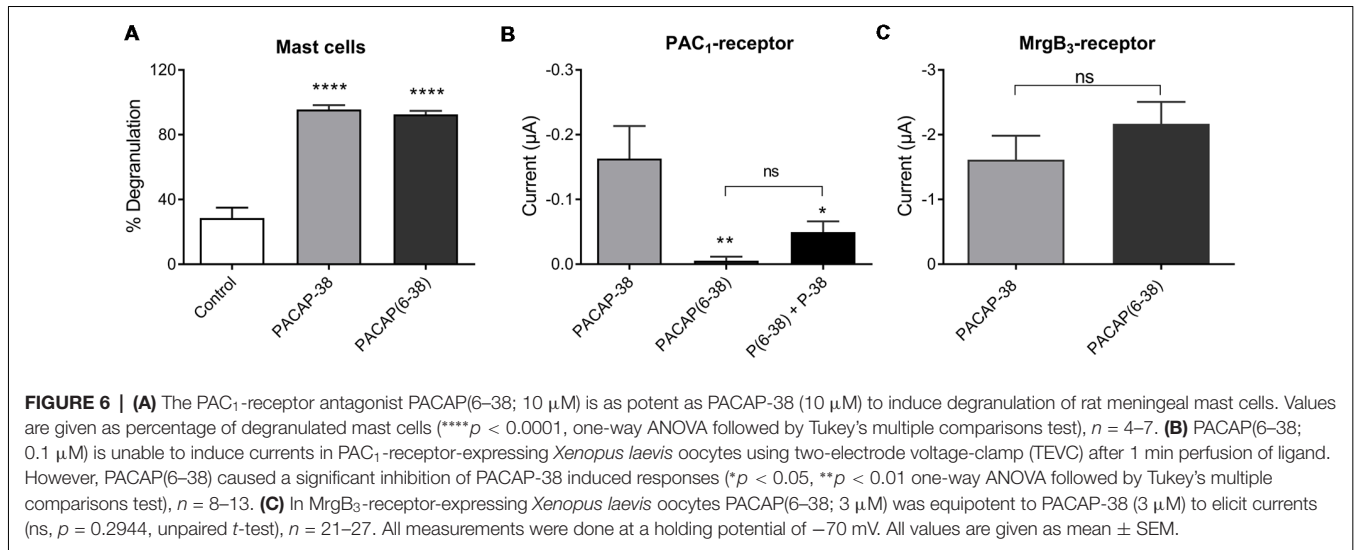 A
Mast cells
% Degranulation
120
80
40
0
****
****
Control
PACAP-38
PACAP(6-38)
B
PAC₁-receptor
Current (µA)
-0.3
-0.2
-0.1
0.0
ns
**
*
PACAP-38
PACAP(6-38)
P(6-38) + P-38
C
MrgB₃-receptor
Current (µA)
-3
-2
-1
0
ns
PACAP-38
PACAP(6-38)
FIGURE 6 | (A) The PAC₁-receptor antagonist PACAP(6–38; 10 µM) is as potent as PACAP-38 (10 µM) to induce degranulation of rat meningeal mast cells. Values
are given as percentage of degranulated mast cells (****p < 0.0001, one-way ANOVA followed by Tukey's multiple comparisons test), n = 4–7. (B) PACAP(6–38;
0.1 µM) is unable to induce currents in PAC₁-receptor-expressing Xenopus laevis oocytes using two-electrode voltage-clamp (TEVC) after 1 min perfusion of ligand.
However, PACAP(6–38) caused a significant inhibition of PACAP-38 induced responses (*p < 0.05, **p < 0.01 one-way ANOVA followed by Tukey's multiple
comparisons test), n = 8–13. (C) In MrgB₃-receptor-expressing Xenopus laevis oocytes PACAP(6–38; 3 µM) was equipotent to PACAP-38 (3 µM) to elicit currents
(ns, p = 0.2944, unpaired t-test), n = 21–27. All measurements were done at a holding potential of −70 mV. All values are given as mean ± SEM.